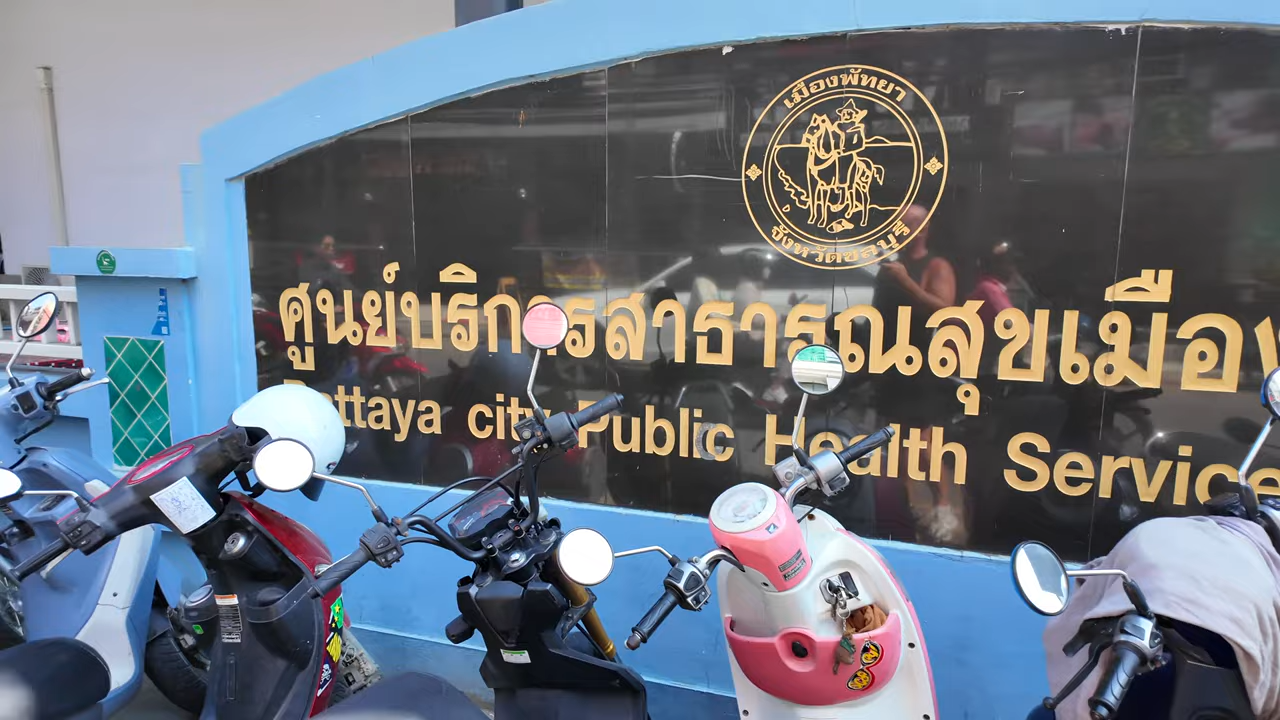 เมืองพัทยา
จังหวัดชลบุรี
ศูนย์บริการสาธารณสุขเมือง
Pattaya city Public Health Service